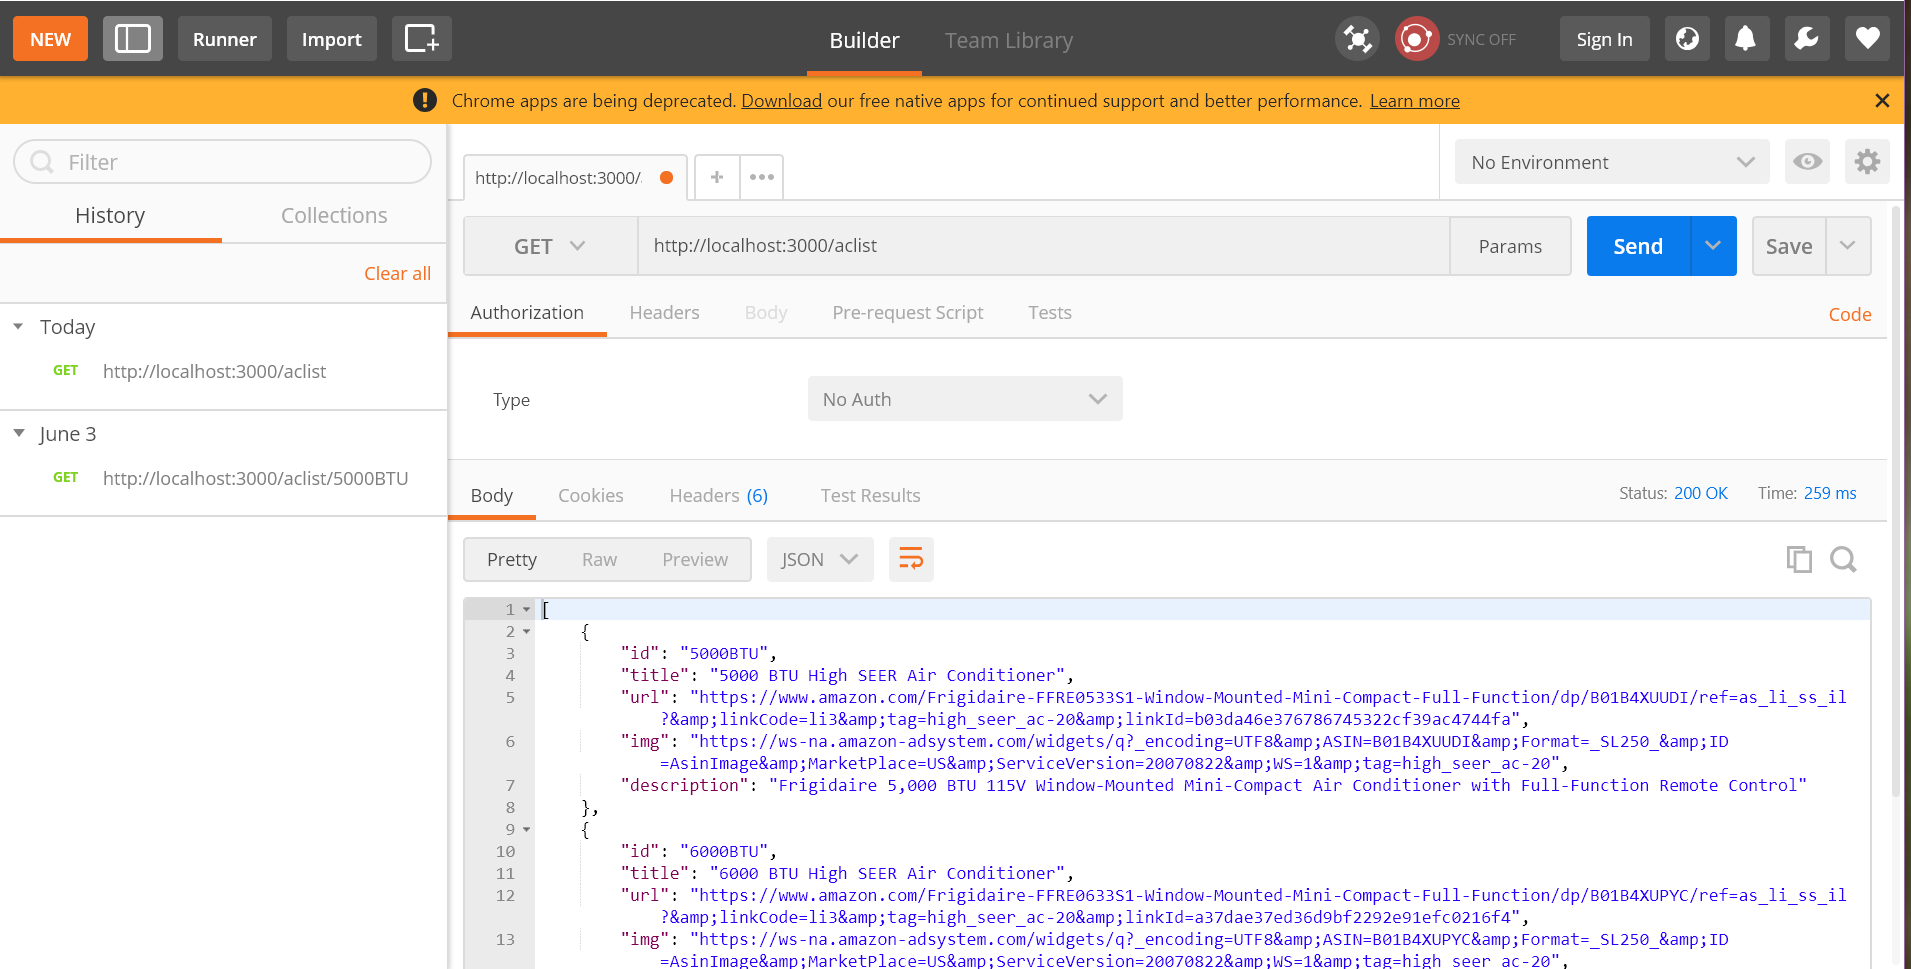 NEW
Runner
Import
Builder
Team Library
SYNC OFF
Sign In
Chrome apps are being deprecated. Download our free native apps for continued support and better performance. Learn more
Filter
History
Collections
Clear all
Today
GET http://localhost:3000/aclist
June 3
GET http://localhost:3000/aclist/5000BTU
http://localhost:3000/
No Environment
GET
http://localhost:3000/aclist
Params
Send
Save
Authorization
Headers
Body
Pre-request Script
Tests
Code
Type
No Auth
Body
Cookies
Headers (6)
Test Results
Status: 200 OK
Time: 259 ms
Pretty
Raw
Preview
JSON
1 [
2 {
3 "id": "5000BTU",
4 "title": "5000 BTU High SEER Air Conditioner",
5 "url": "https://www.amazon.com/Frigidaire-FFRE0533S1-Window-Mounted-Mini-Compact-Full-Function/dp/B01B4XUUDI/ref=as_li_ss_il
?&amp;linkCode=li3&amp;tag=high_seer_ac-20&amp;linkId=b03da46e376786745322cf39ac4744fa",
6 "img": "https://ws-na.amazon-adsystem.com/widgets/q?_encoding=UTF8&amp;ASIN=B01B4XUUDI&amp;Format=_SL250_&amp;ID
=AsinImage&amp;MarketPlace=US&amp;ServiceVersion=20070822&amp;WS=1&amp;tag=high_seer_ac-20",
7 "description": "Frigidaire 5,000 BTU 115V Window-Mounted Mini-Compact Air Conditioner with Full-Function Remote Control"
8 },
9 {
10 "id": "6000BTU",
11 "title": "6000 BTU High SEER Air Conditioner",
12 "url": "https://www.amazon.com/Frigidaire-FFRE0633S1-Window-Mounted-Mini-Compact-Full-Function/dp/B01B4XUPYC/ref=as_li_ss_il
?&amp;linkCode=li3&amp;tag=high_seer_ac-20&amp;linkId=a37dae37ed36d9bf2292e91efc0216f4",
13 "img": "https://ws-na.amazon-adsystem.com/widgets/q?_encoding=UTF8&amp;ASIN=B01B4XUPYC&amp;Format=_SL250_&amp;ID
=AsinImage&amp;MarketPlace=US&amp;ServiceVersion=20070822&amp;WS=1&amp;tag=high_seer_ac-20",